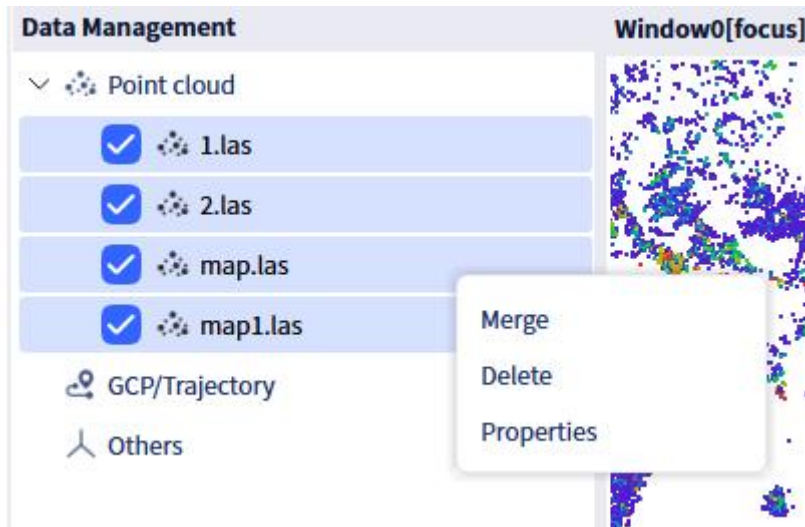 Data Management
Window0[focus]
Point cloud
1.las
2.las
map.las
map1.las
GCP/Trajectory
Others
Merge
Delete
Properties